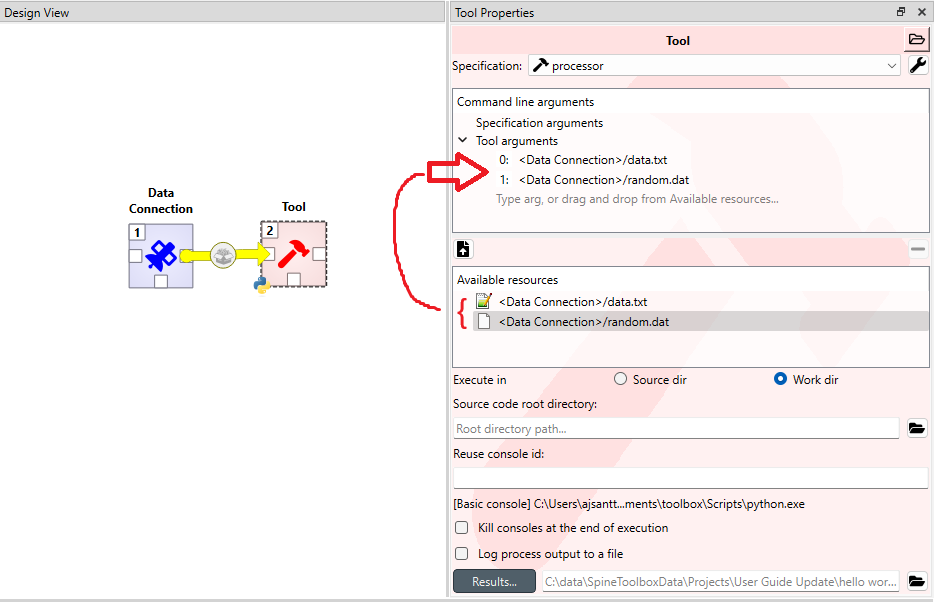 Design View
Data
Connection
1
Tool
2
Tool Properties
Tool
Specification: processor
Command line arguments
Specification arguments
Tool arguments
0: <Data Connection>/data.txt
1: <Data Connection>/random.dat
Type arg, or drag and drop from Available resources...
Available resources
<Data Connection>/data.txt
<Data Connection>/random.dat
Execute in Source dir Work dir
Source code root directory:
Root directory path...
Reuse console id:
[Basic console] C:\Users\ajsantt...ments\toolbox\Scripts\python.exe
Kill consoles at the end of execution
Log process output to a file
Results... C:\data\SpineToolboxData\Projects\User Guide Update\hello wor...